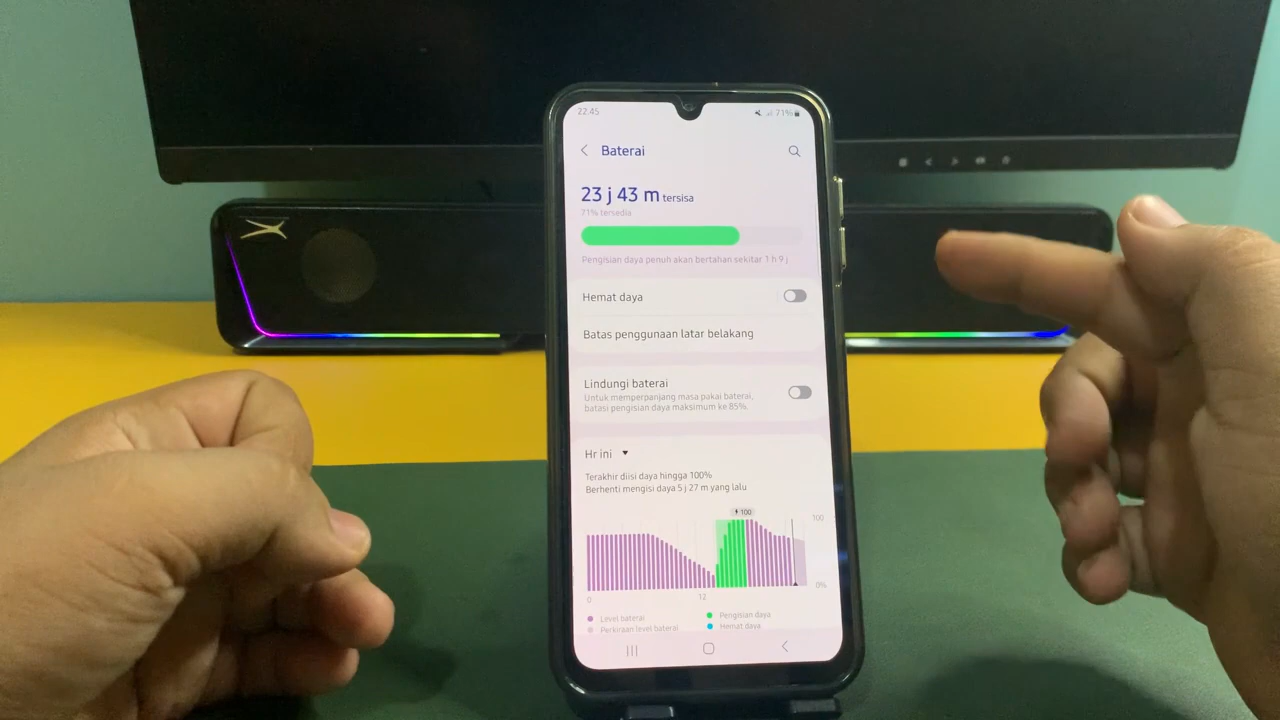 22.45
71%
Baterai
23 j 43 m tersisa
71% tersedia
Pengisian daya penuh akan bertahan sekitar 1 h 9 j
Hemat daya
Batas penggunaan latar belakang
Lindungi baterai
Untuk memperpanjang masa pakai baterai,
batasi pengisian daya maksimum ke 85%.
Hr ini
Terakhir diisi daya hingga 100%
Berhenti mengisi daya 5 j 27 m yang lalu
100
100
0%
0
12
Level baterai
Pengisian daya
Perkiraan level baterai
Hemat daya